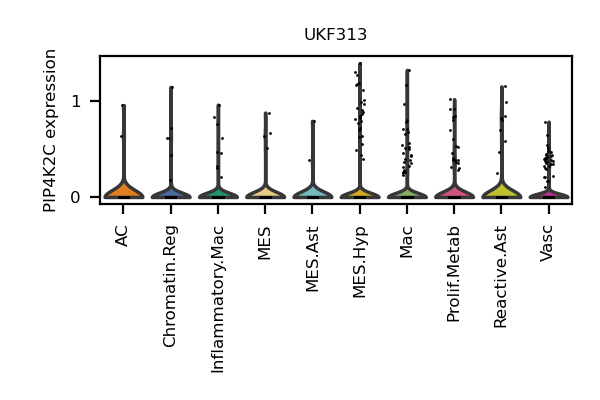 UKF313
PIP4K2C expression
1
0
AC
Chromatin.Reg
Inflammatory.Mac
MES
MES.Ast
MES.Hyp
Mac
Prolif.Metab
Reactive.Ast
Vasc